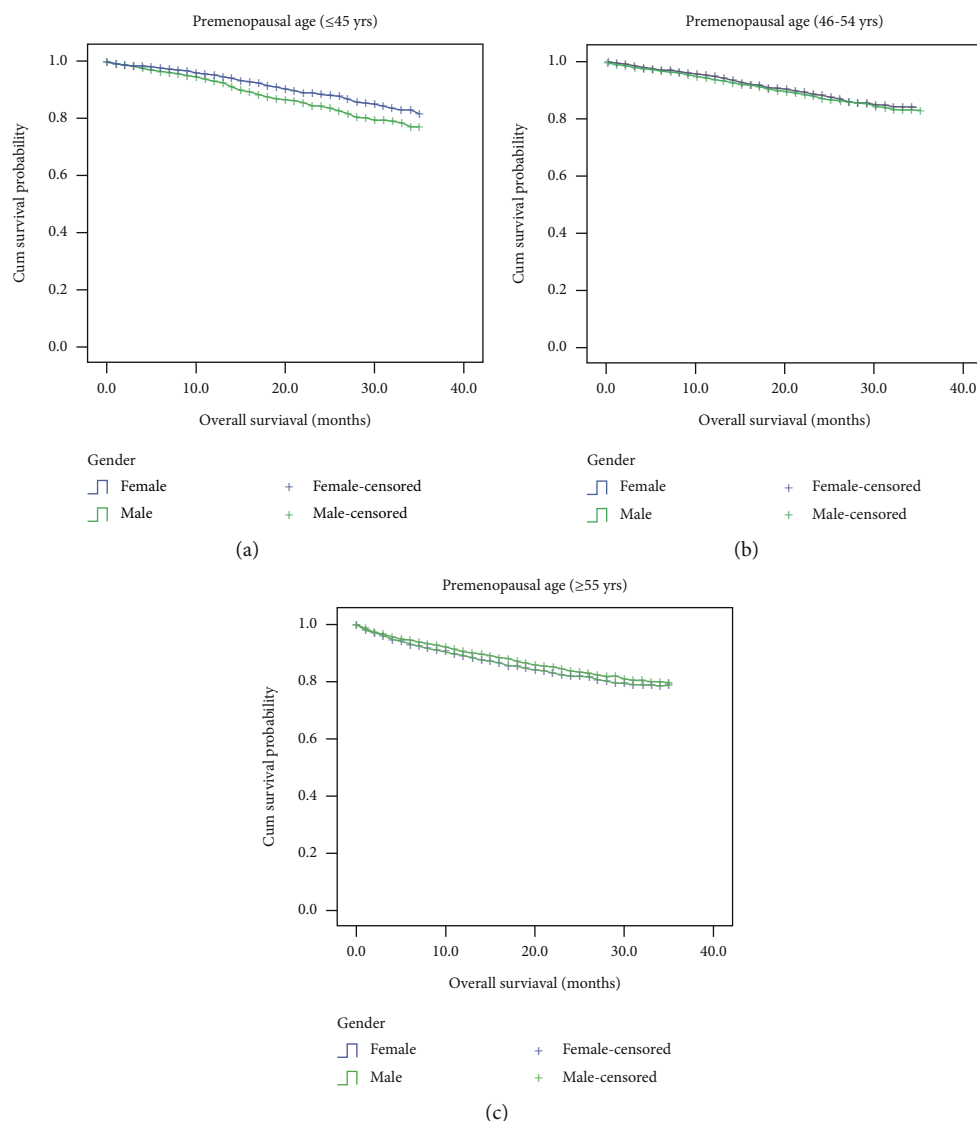 Premenopausal age (≤45 yrs)
1.0
0.8
0.6
0.4
0.2
0.0
Cum survival probability
0.0 10.0 20.0 30.0 40.0
Overall surviaval (months)
Gender
Female Female-censored
Male Male-censored
(a)
Premenopausal age (46-54 yrs)
1.0
0.8
0.6
0.4
0.2
0.0
Cum survival probability
0.0 10.0 20.0 30.0 40.0
Overall surviaval (months)
Gender
Female Female-censored
Male Male-censored
(b)
Premenopausal age (≥55 yrs)
1.0
0.8
0.6
0.4
0.2
0.0
Cum survival probability
0.0 10.0 20.0 30.0 40.0
Overall surviaval (months)
Gender
Female Female-censored
Male Male-censored
(c)